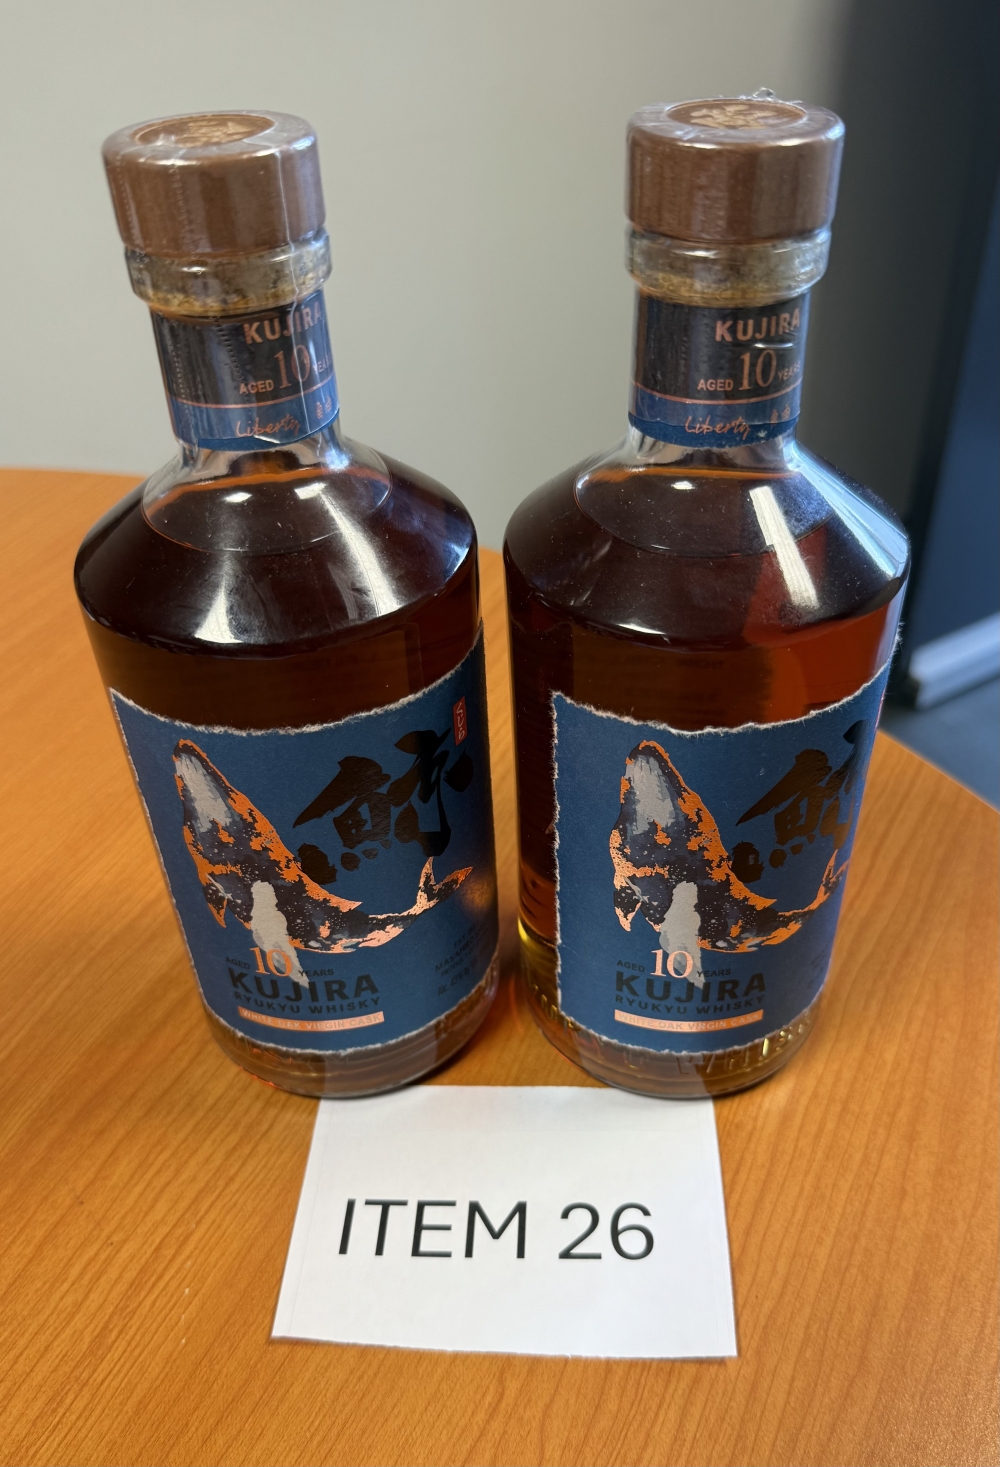 KUJIRA
AGED 10 YEARS
Liberty
鯨
AGED 10 YEARS
KUJIRA
RYUKYU WHISKY
WHITE OAK VIRGIN CASK
KUJIRA
AGED 10 YEARS
Liberty
鯨
AGED 10 YEARS
KUJIRA
RYUKYU WHISKY
WHITE OAK VIRGIN CASK
ITEM 26